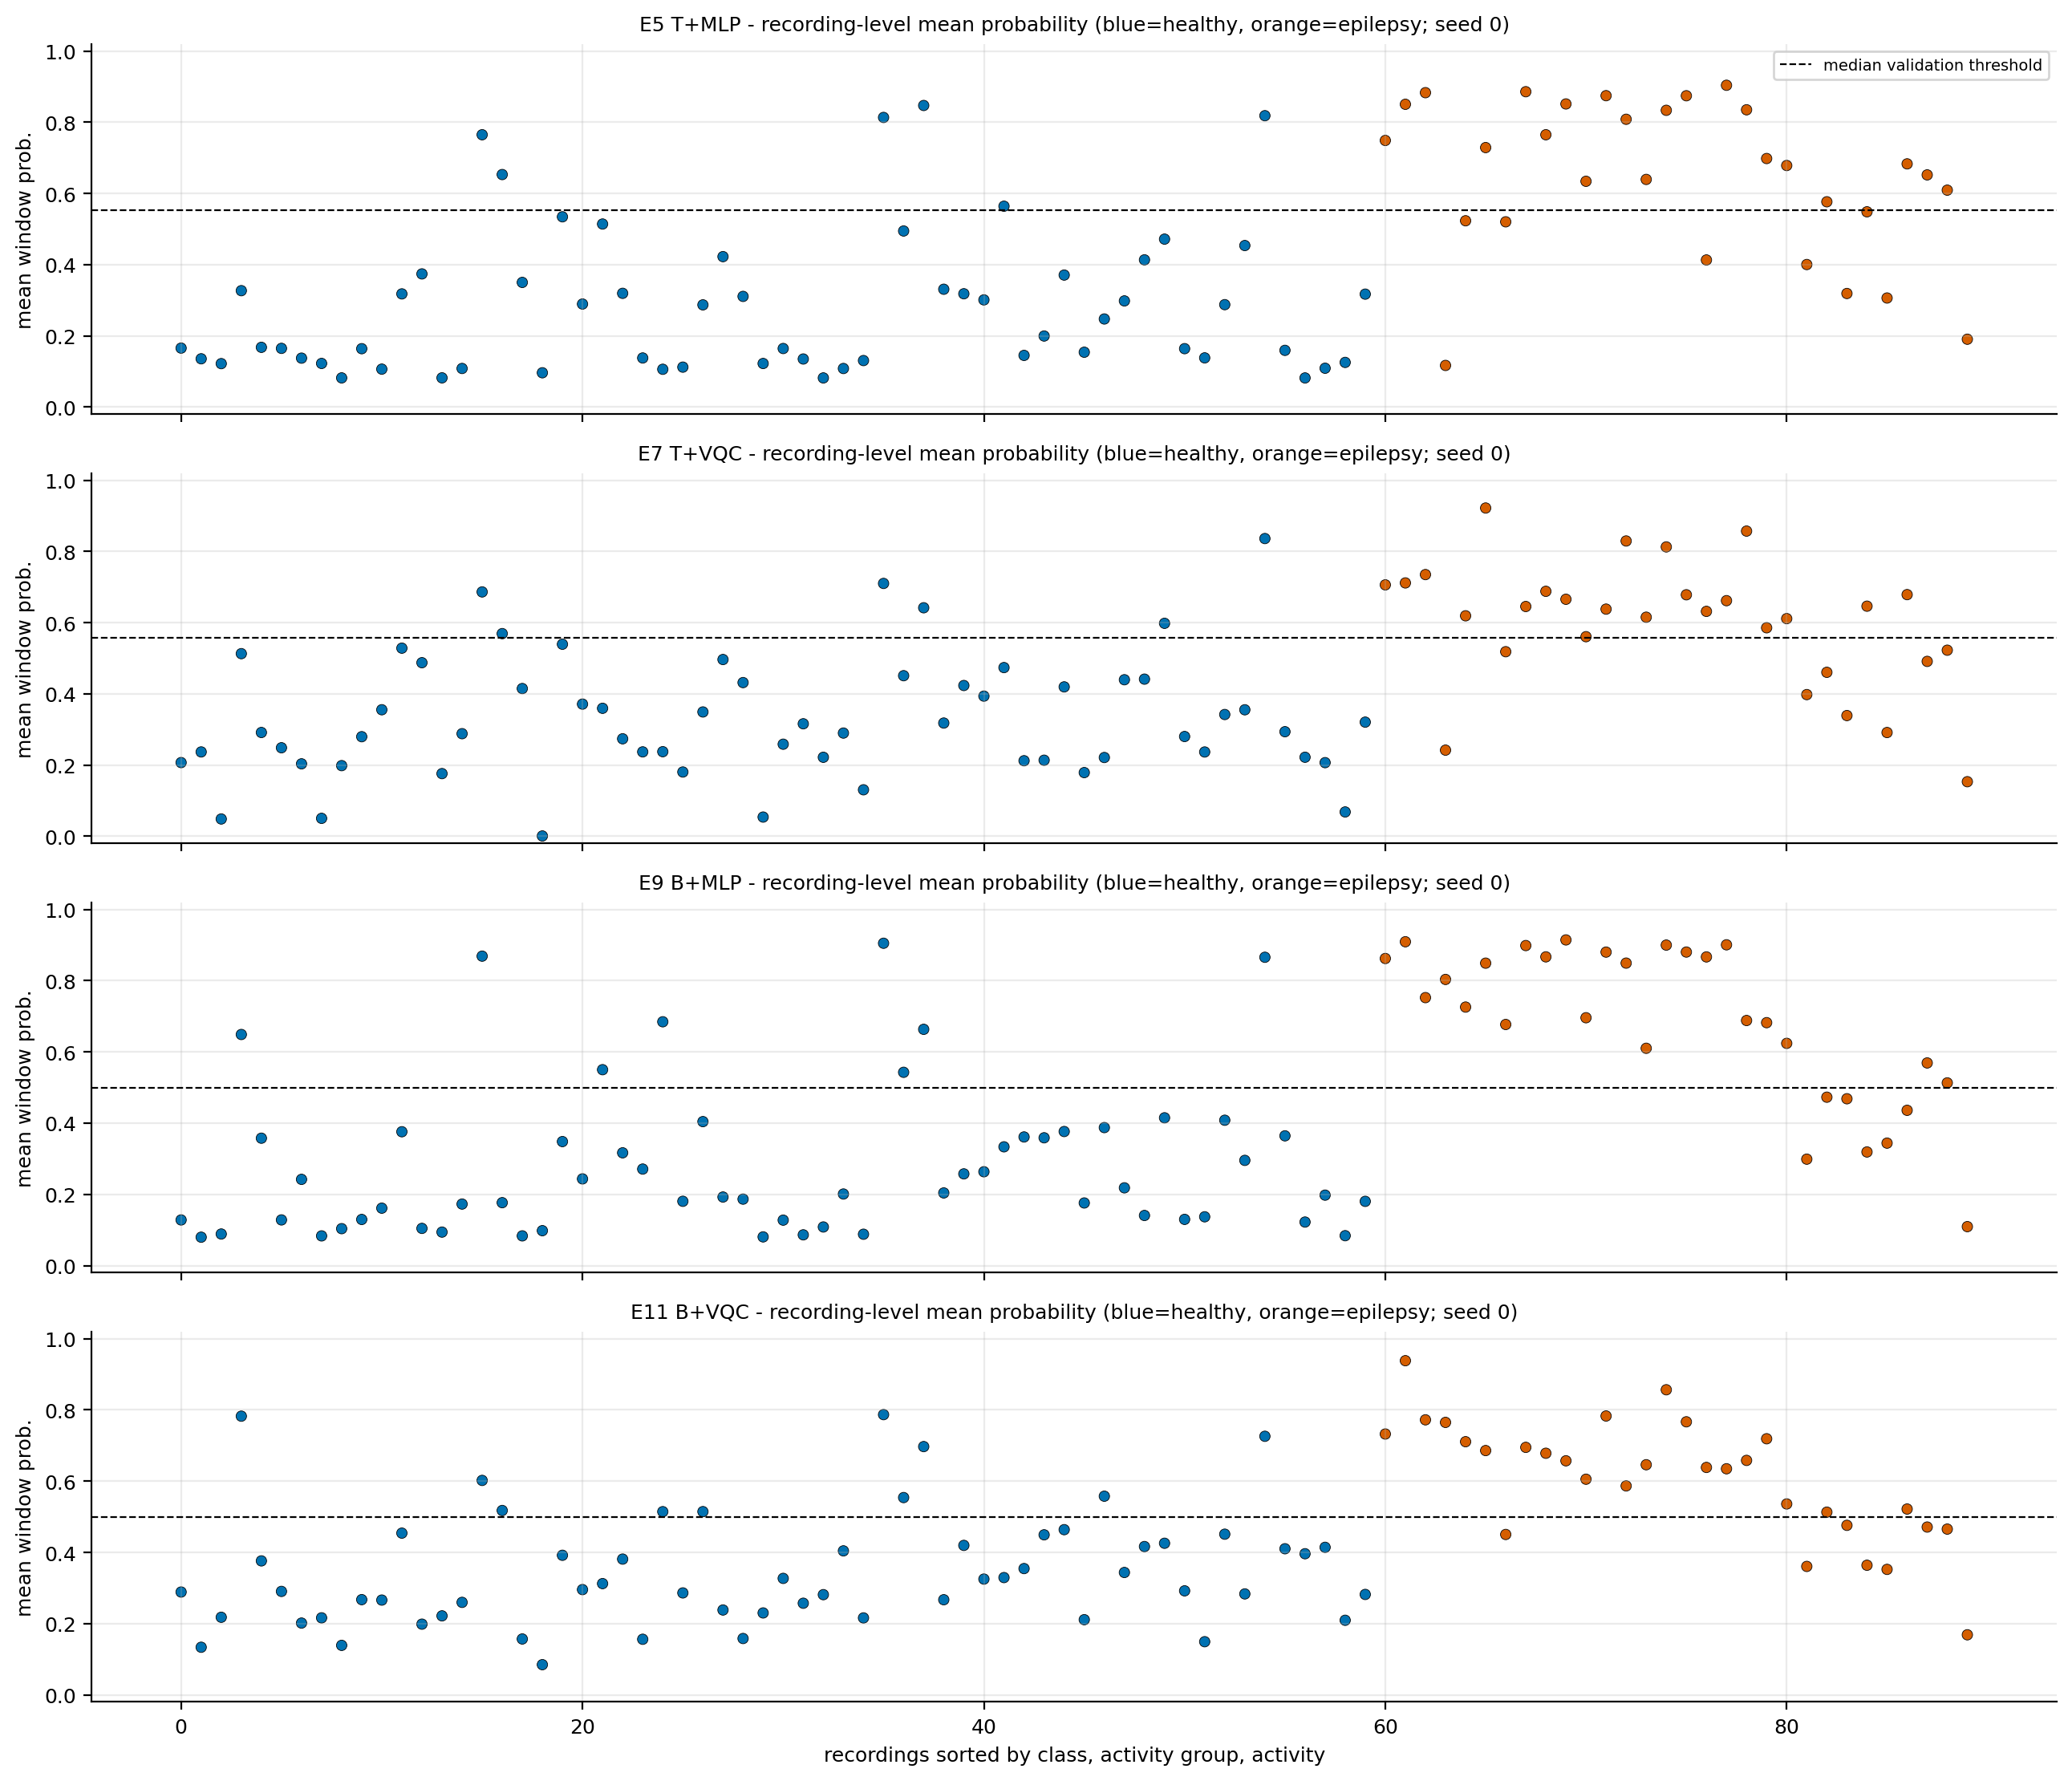 E5 T+MLP - recording-level mean probability (blue=healthy, orange=epilepsy; seed 0)
1.0
0.8
0.6
0.4
0.2
0.0
mean window prob.
median validation threshold
E7 T+VQC - recording-level mean probability (blue=healthy, orange=epilepsy; seed 0)
1.0
0.8
0.6
0.4
0.2
0.0
mean window prob.
E9 B+MLP - recording-level mean probability (blue=healthy, orange=epilepsy; seed 0)
1.0
0.8
0.6
0.4
0.2
0.0
mean window prob.
E11 B+VQC - recording-level mean probability (blue=healthy, orange=epilepsy; seed 0)
1.0
0.8
0.6
0.4
0.2
0.0
mean window prob.
0 20 40 60 80
recordings sorted by class, activity group, activity